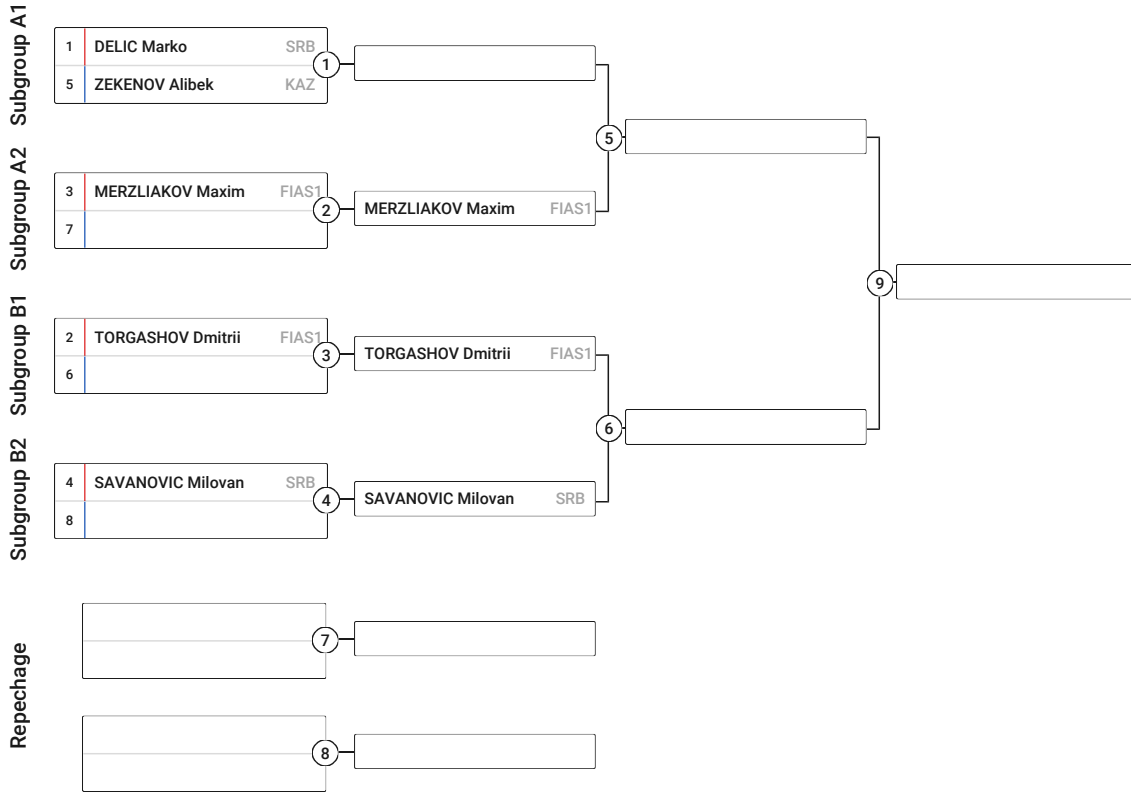 Subgroup A1
1 DELIC Marko SRB
5 ZEKENOV Alibek KAZ
1
5
Subgroup A2
3 MERZLIAKOV Maxim FIAS1
7
2
MERZLIAKOV Maxim FIAS1
9
Subgroup B1
2 TORGASHOV Dmitrii FIAS1
6
3
TORGASHOV Dmitrii FIAS1
6
Subgroup B2
4 SAVANOVIC Milovan SRB
8
4
SAVANOVIC Milovan SRB
Repechage
7
8